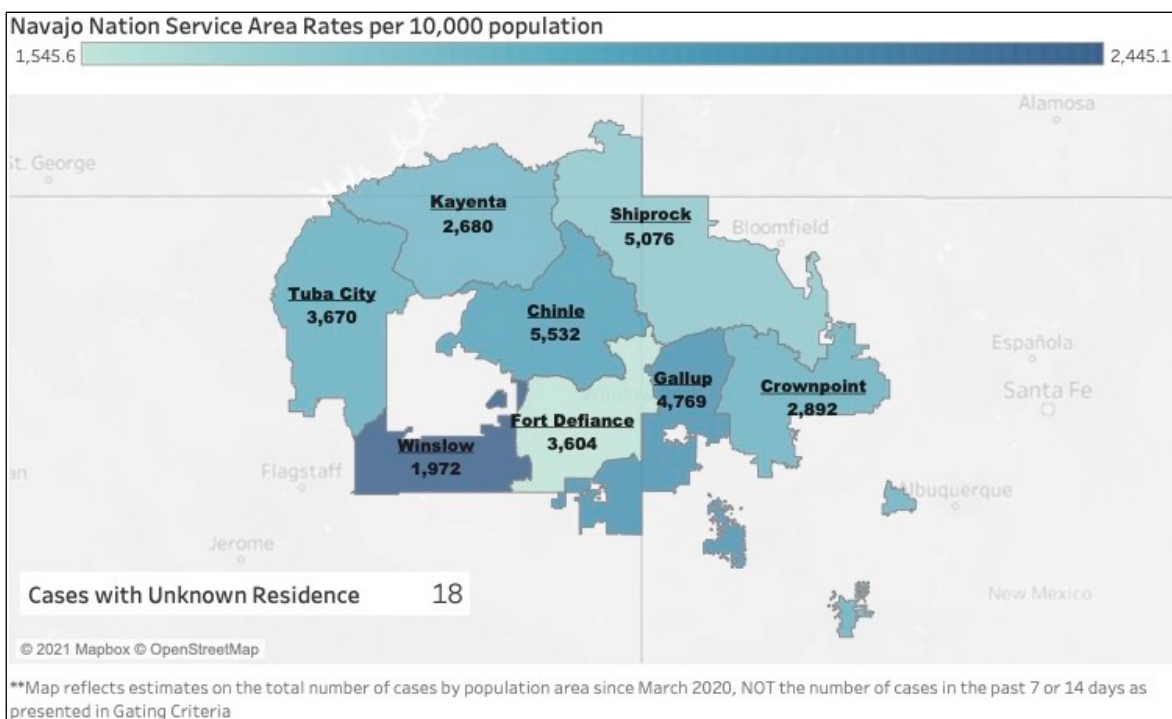 Navajo Nation Service Area Rates per 10,000 population
1,545.6
2,445.1
Alamosa
St. George
Kayenta
2,680
Shiprock
5,076
Bloomfield
Tuba City
3,670
Chinle
5,532
Española
Gallup
4,769
Crownpoint
2,892
Santa Fe
Fort Defiance
3,604
Winslow
1,972
Flagstaff
Albuquerque
Jerome
Cases with Unknown Residence 18
New Mexico
© 2021 Mapbox © OpenStreetMap
**Map reflects estimates on the total number of cases by population area since March 2020, NOT the number of cases in the past 7 or 14 days as
presented in Gating Criteria